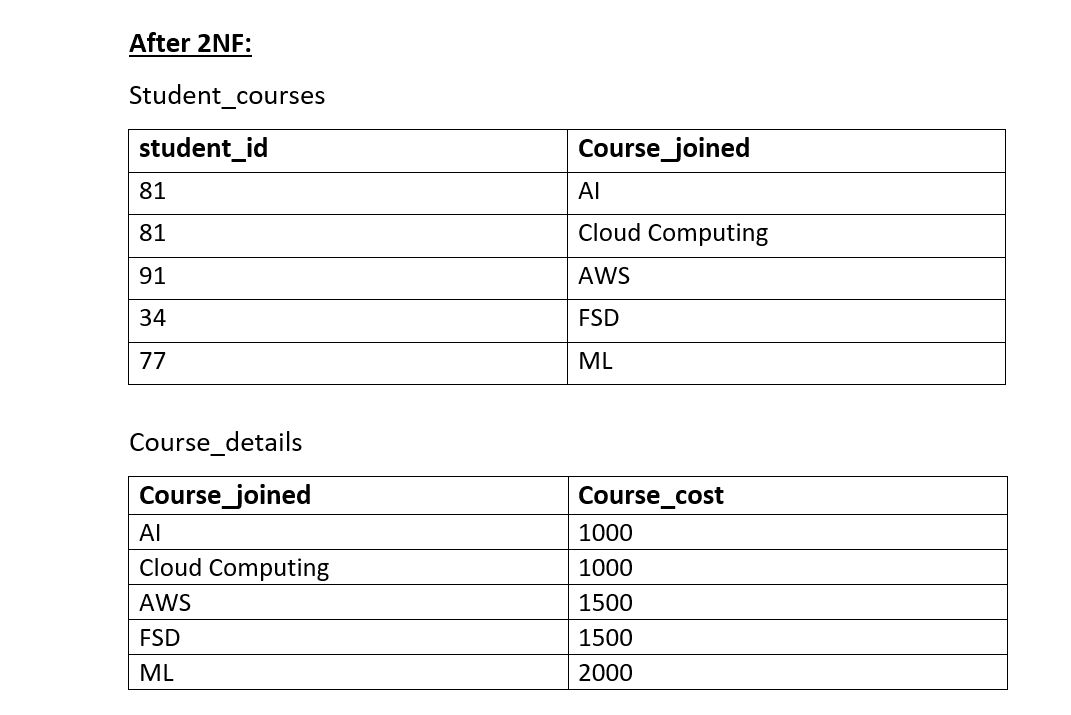 After 2NF:
Student_courses
student_id Course_joined
81 AI
81 Cloud Computing
91 AWS
34 FSD
77 ML
Course_details
Course_joined Course_cost
AI 1000
Cloud Computing 1000
AWS 1500
FSD 1500
ML 2000